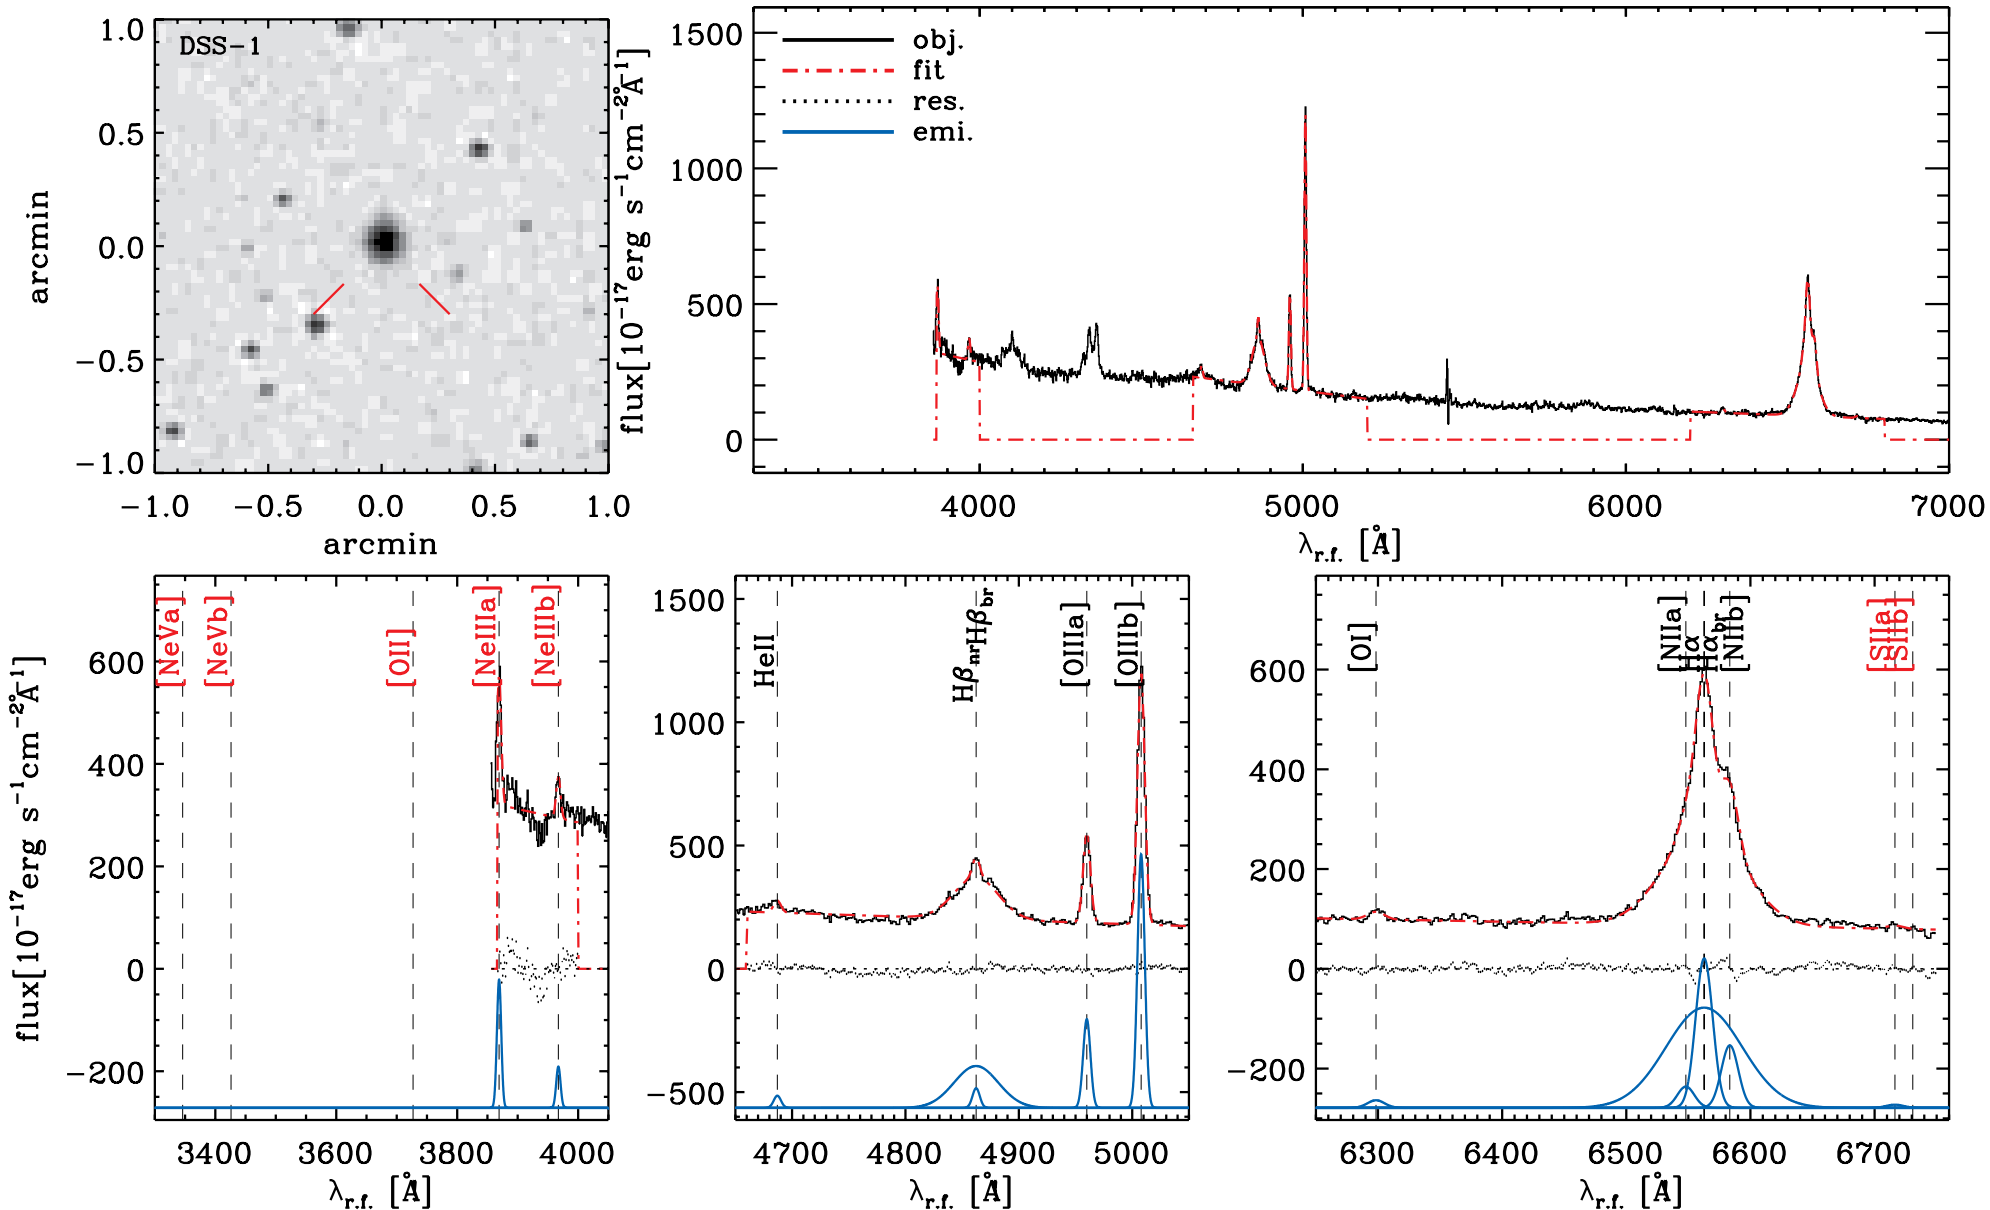 DSS-1
1.0
0.5
0.0
−0.5
−1.0
arcmin
−1.0 −0.5 0.0 0.5 1.0
arcmin
flux[10⁻¹⁷erg s⁻¹cm⁻²Å⁻¹]
1500
1000
500
0
obj.
fit
res.
emi.
4000 5000 6000 7000
λr.f. [Å]
flux[10⁻¹⁷erg s⁻¹cm⁻²Å⁻¹]
600
400
200
0
−200
[NeVa]
[NeVb]
[OII]
[NeIIIa]
[NeIIIb]
3400 3600 3800 4000
λr.f. [Å]
1500
1000
500
0
−500
HeII
HβnrHβbr
[OIIIa]
[OIIIb]
4700 4800 4900 5000
λr.f. [Å]
600
400
200
0
−200
[OI]
[NIIa]
Hα
Hαbr
[NIIb]
[SIIa]
[SIIb]
6300 6400 6500 6600 6700
λr.f. [Å]